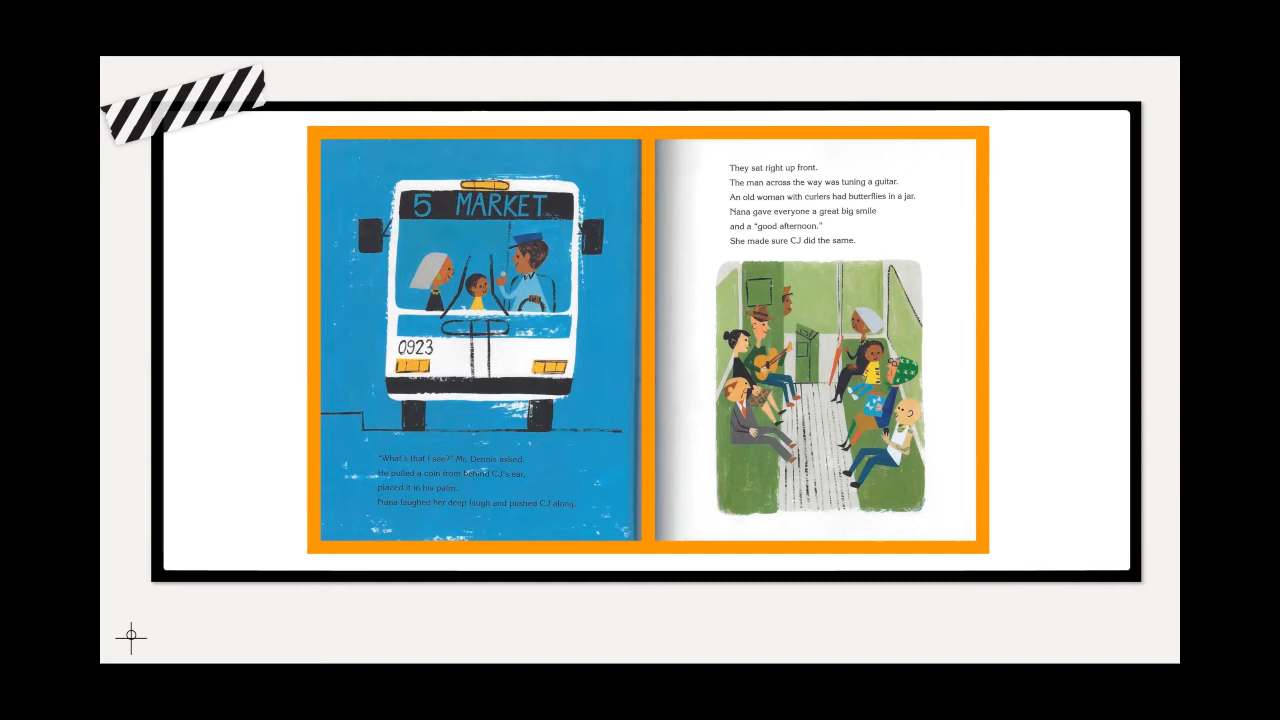 5 MARKET
0923
"What's that I see?" Mr. Dennis asked.
He pulled a coin from behind CJ's ear,
placed it in his palm.
Nana laughed her deep laugh and pushed CJ along.
They sat right up front.
The man across the way was tuning a guitar.
An old woman with curlers had butterflies in a jar.
Nana gave everyone a great big smile
and a "good afternoon."
She made sure CJ did the same.